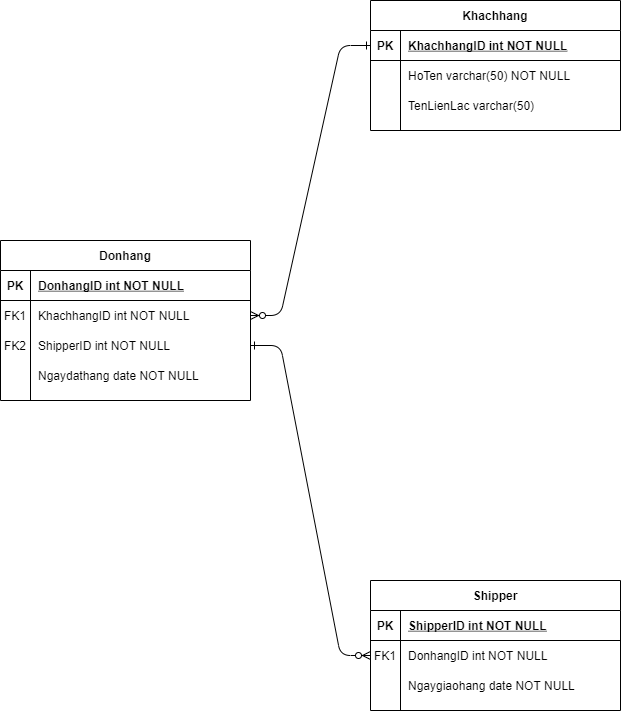 Khachhang
PK KhachhangID int NOT NULL
HoTen varchar(50) NOT NULL
TenLienLac varchar(50)
Donhang
PK DonhangID int NOT NULL
FK1 KhachhangID int NOT NULL
FK2 ShipperID int NOT NULL
Ngaydathang date NOT NULL
Shipper
PK ShipperID int NOT NULL
FK1 DonhangID int NOT NULL
Ngaygiaohang date NOT NULL